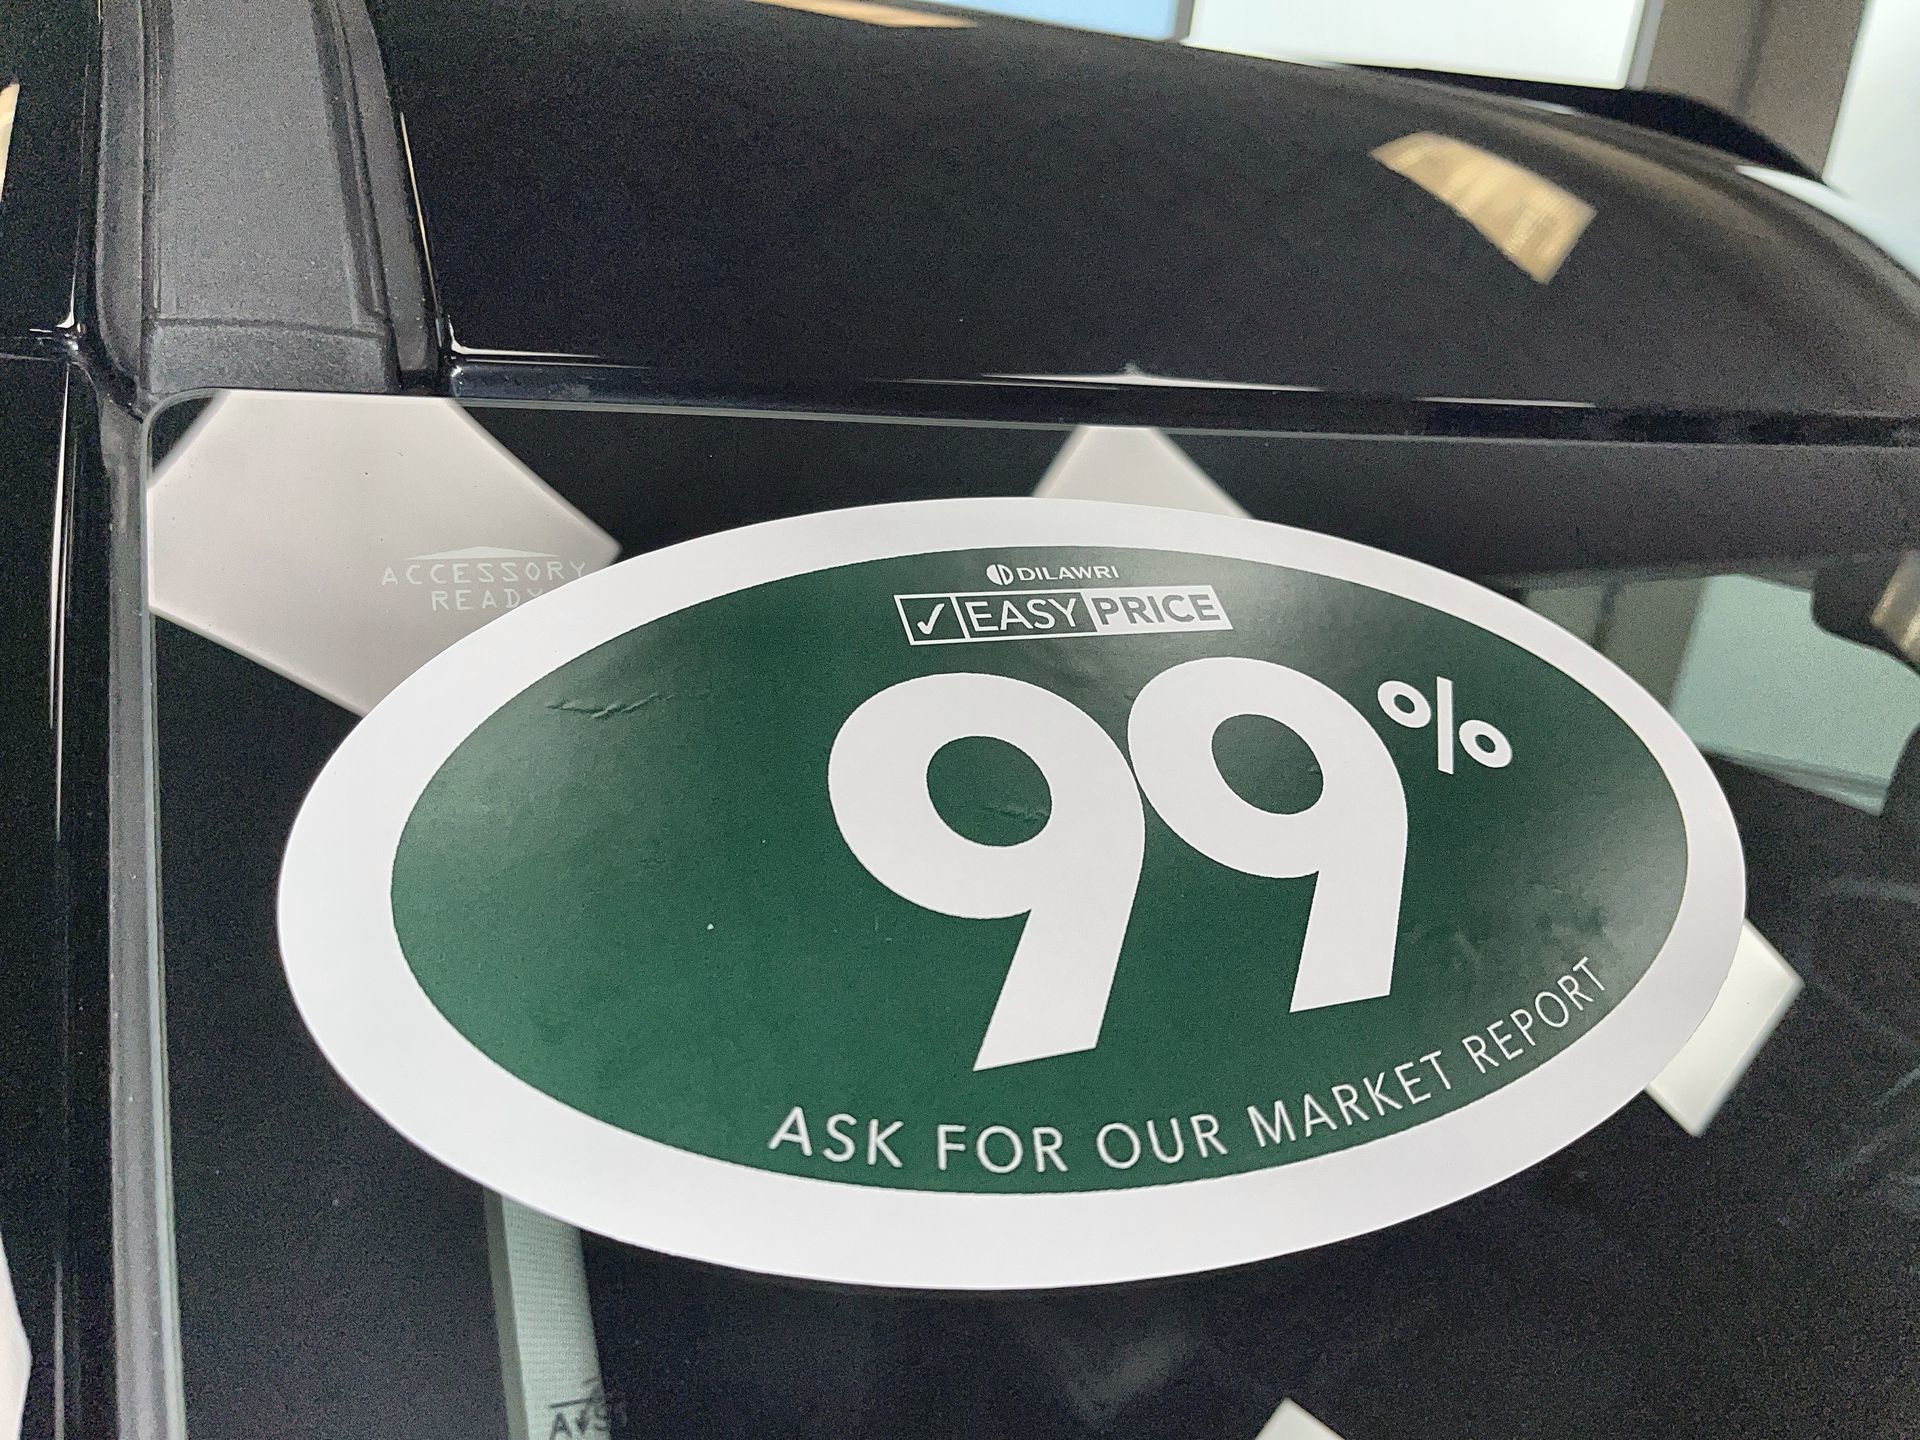 ACCESSORY
READY
DILAWRI
✓ EASY PRICE
99%
ASK FOR OUR MARKET REPORT